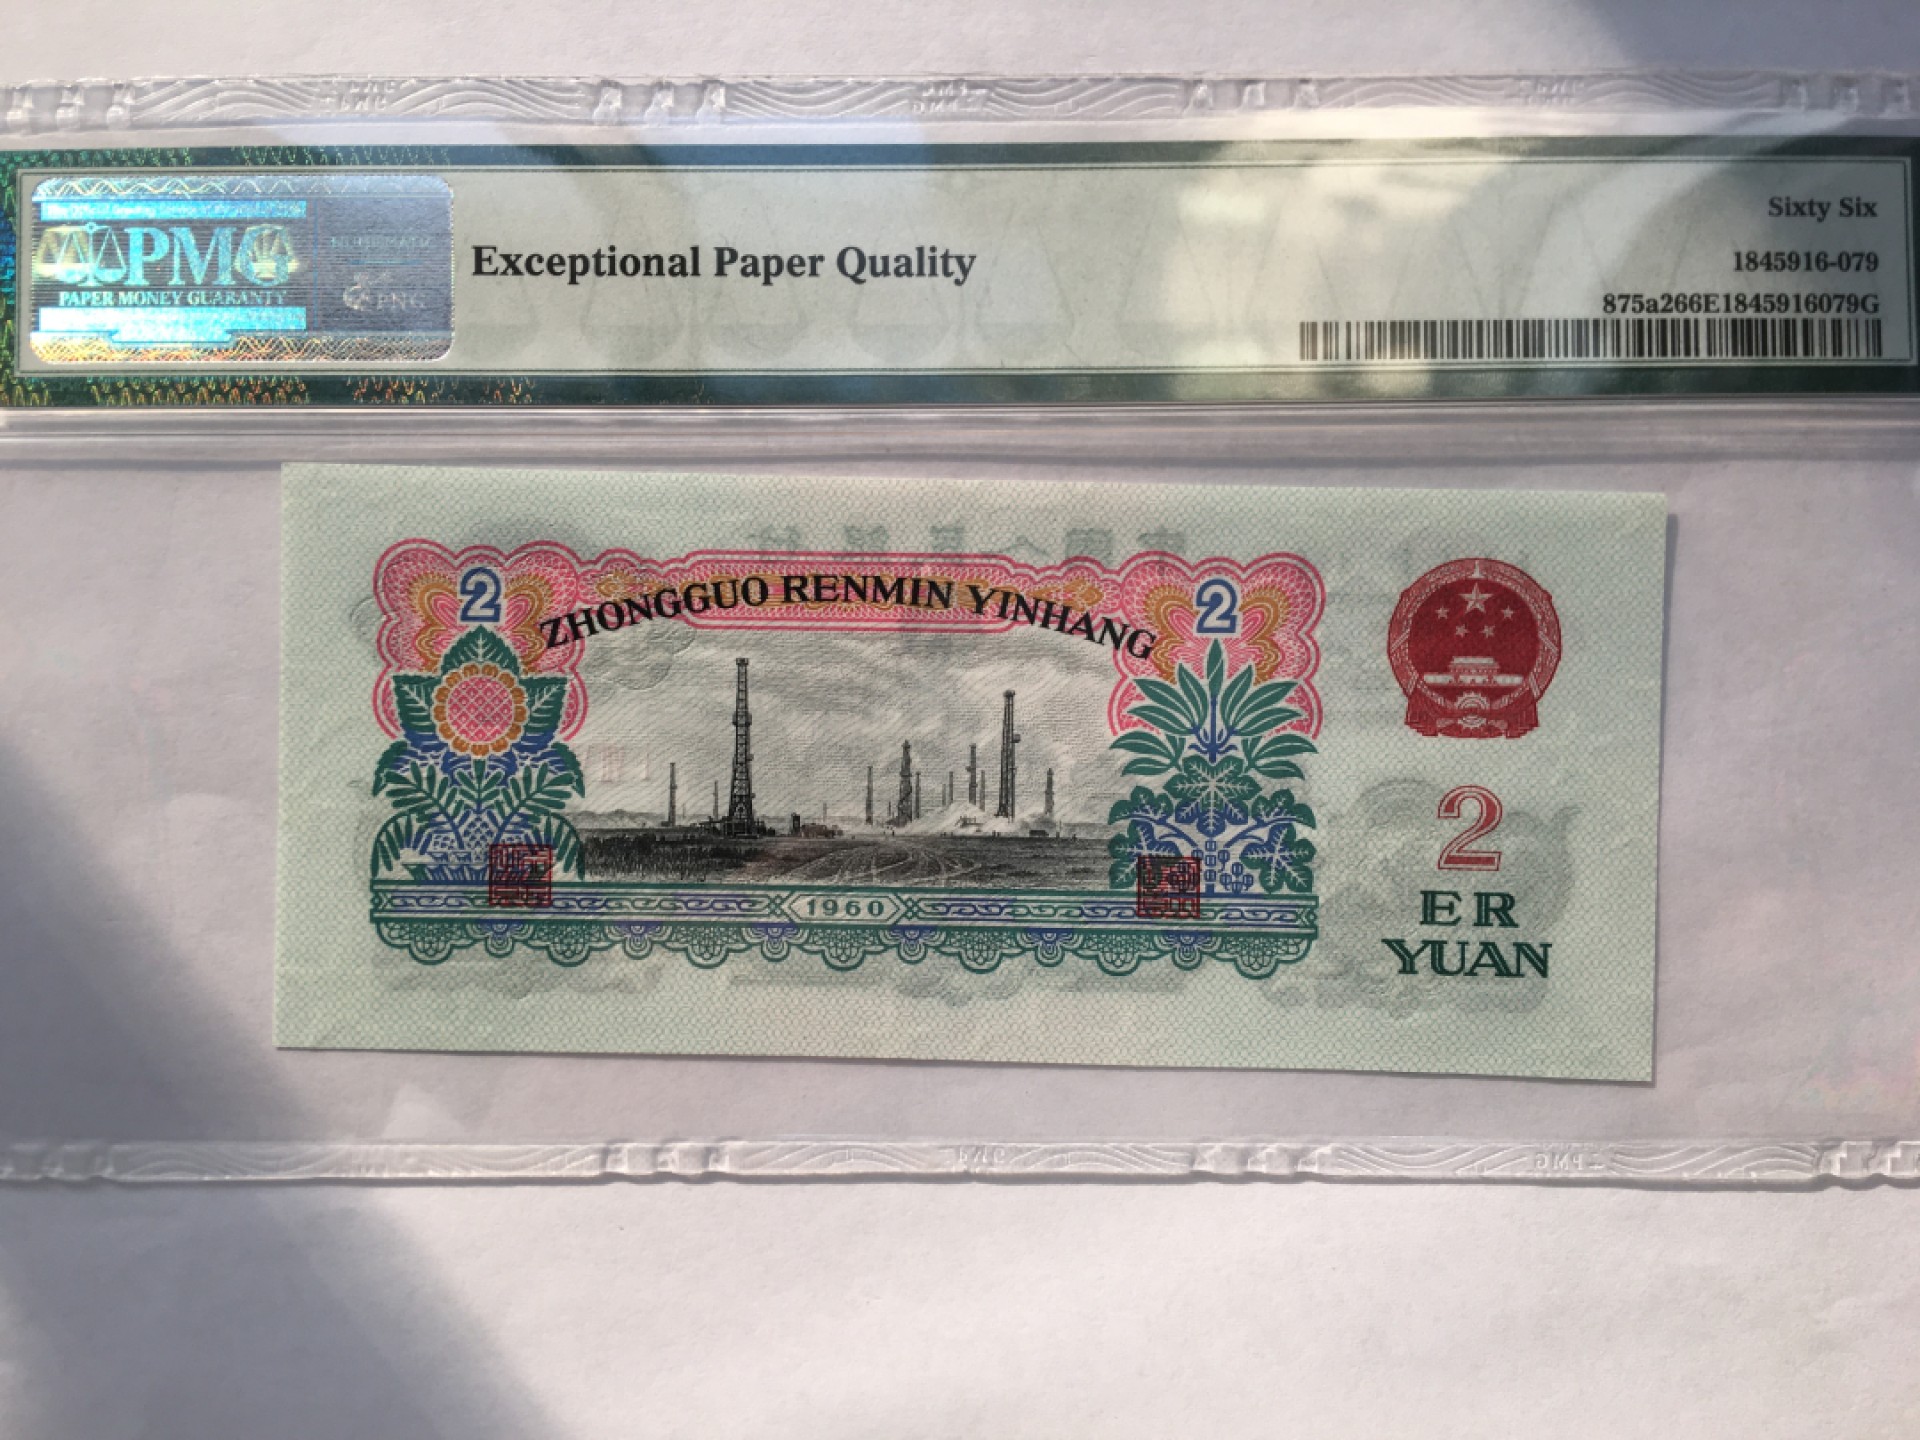 PMG
PAPER MONEY GUARANTY
PNG
Exceptional Paper Quality
Sixty Six
1845916-079
875a266E1845916079G
2
ZHONGGUO RENMIN YINHANG
2
1960
2
ER
YUAN